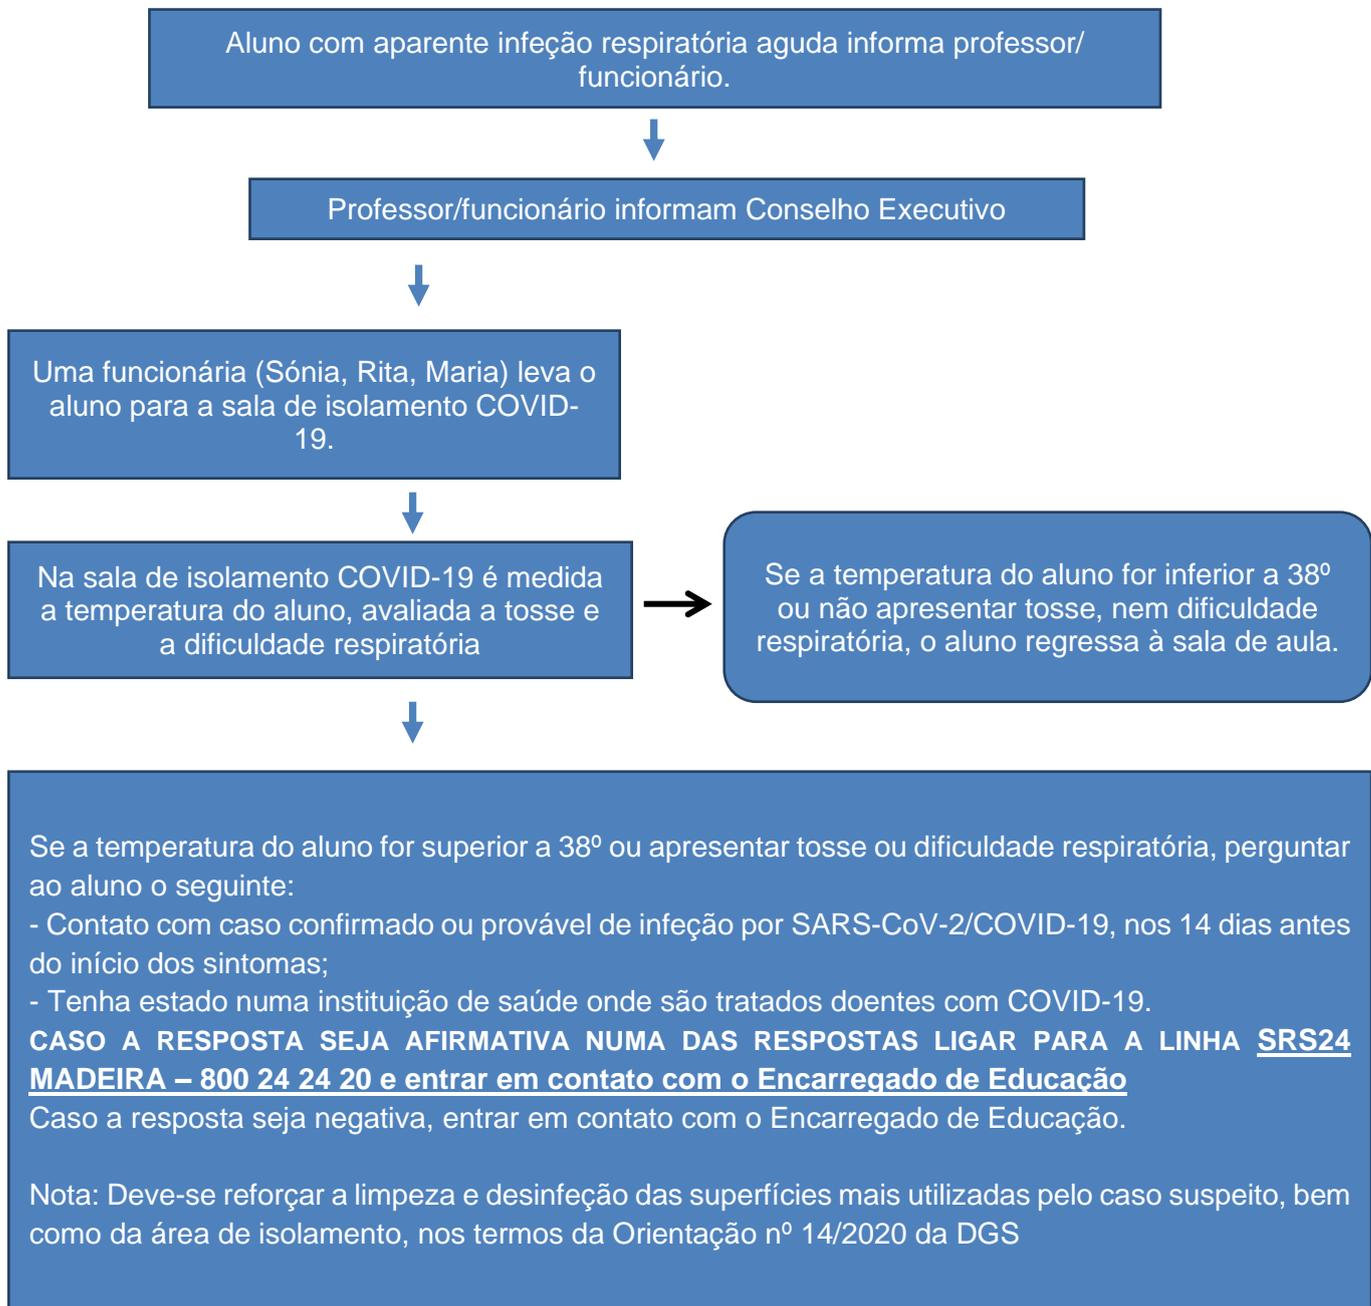 Aluno com aparente infeção respiratória aguda informa professor/
funcionário.
Professor/funcionário informam Conselho Executivo
Uma funcionária (Sónia, Rita, Maria) leva o
aluno para a sala de isolamento COVID-
19.
Na sala de isolamento COVID-19 é medida
a temperatura do aluno, avaliada a tosse e
a dificuldade respiratória
Se a temperatura do aluno for inferior a 38º
ou não apresentar tosse, nem dificuldade
respiratória, o aluno regressa à sala de aula.
Se a temperatura do aluno for superior a 38º ou apresentar tosse ou dificuldade respiratória, perguntar
ao aluno o seguinte:
- Contato com caso confirmado ou provável de infeção por SARS-CoV-2/COVID-19, nos 14 dias antes
do início dos sintomas;
- Tenha estado numa instituição de saúde onde são tratados doentes com COVID-19.
CASO A RESPOSTA SEJA AFIRMATIVA NUMA DAS RESPOSTAS LIGAR PARA A LINHA SRS24
MADEIRA – 800 24 24 20 e entrar em contato com o Encarregado de Educação
Caso a resposta seja negativa, entrar em contato com o Encarregado de Educação.
Nota: Deve-se reforçar a limpeza e desinfeção das superfícies mais utilizadas pelo caso suspeito, bem
como da área de isolamento, nos termos da Orientação nº 14/2020 da DGS